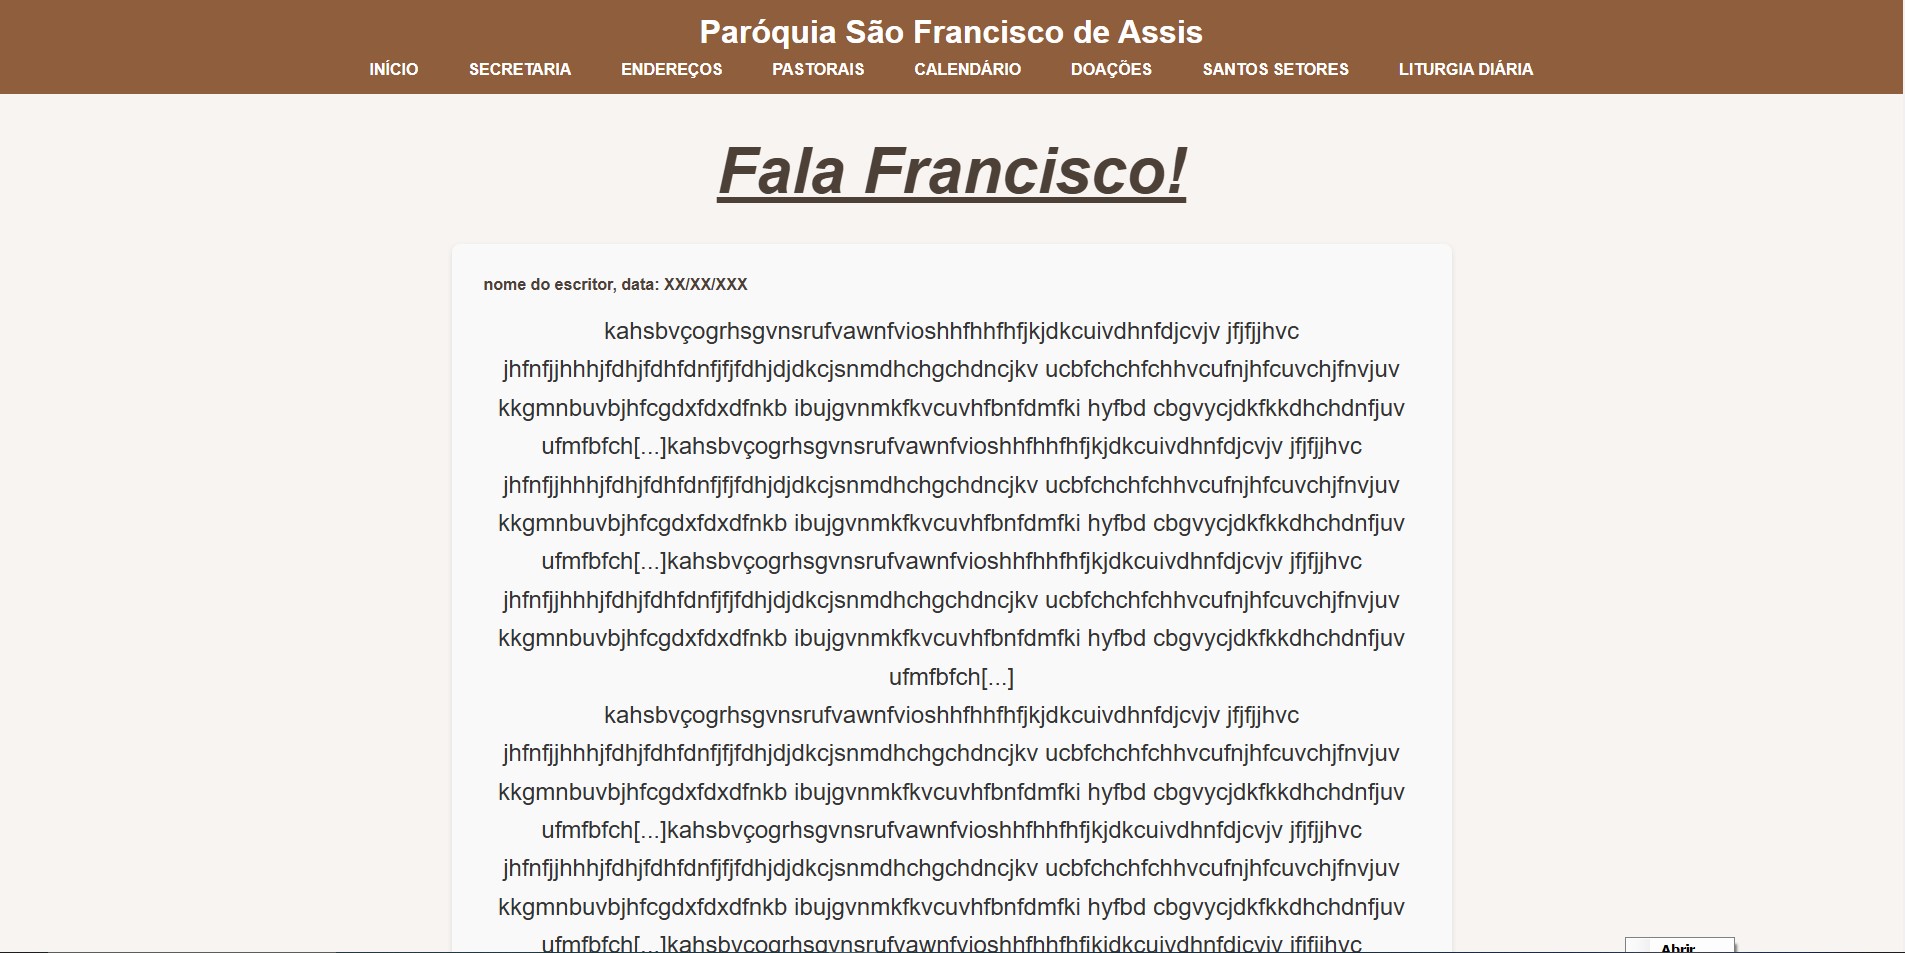 Paróquia São Francisco de Assis
INÍCIO SECRETARIA ENDEREÇOS PASTORAIS CALENDÁRIO DOAÇÕES SANTOS SETORES LITURGIA DIÁRIA
Fala Francisco!
nome do escritor, data: XX/XX/XXX
kahsbvçogrhsgvnsrufvawnfvioshhfhhfhfjkjdkcuivdhnfdjcvjv jfjfjjhvc
jhfnfjjhhhjfdhjfdhfdnfjfjfdhjdjdkcjsnmdhchgchdncjkv ucbfchchfchhvcufnjhfcuvchjfnvjuv
kkgmnbuvbjhfcgdxfdxdfnkb ibujgvnmkfkvcuvhfbnfdmfki hyfbd cbgvycjdkfkkdhchdnfjuv
ufmfbfch[...]kahsbvçogrhsgvnsrufvawnfvioshhfhhfhfjkjdkcuivdhnfdjcvjv jfjfjjhvc
jhfnfjjhhhjfdhjfdhfdnfjfjfdhjdjdkcjsnmdhchgchdncjkv ucbfchchfchhvcufnjhfcuvchjfnvjuv
kkgmnbuvbjhfcgdxfdxdfnkb ibujgvnmkfkvcuvhfbnfdmfki hyfbd cbgvycjdkfkkdhchdnfjuv
ufmfbfch[...]kahsbvçogrhsgvnsrufvawnfvioshhfhhfhfjkjdkcuivdhnfdjcvjv jfjfjjhvc
jhfnfjjhhhjfdhjfdhfdnfjfjfdhjdjdkcjsnmdhchgchdncjkv ucbfchchfchhvcufnjhfcuvchjfnvjuv
kkgmnbuvbjhfcgdxfdxdfnkb ibujgvnmkfkvcuvhfbnfdmfki hyfbd cbgvycjdkfkkdhchdnfjuv
ufmfbfch[...]
kahsbvçogrhsgvnsrufvawnfvioshhfhhfhfjkjdkcuivdhnfdjcvjv jfjfjjhvc
jhfnfjjhhhjfdhjfdhfdnfjfjfdhjdjdkcjsnmdhchgchdncjkv ucbfchchfchhvcufnjhfcuvchjfnvjuv
kkgmnbuvbjhfcgdxfdxdfnkb ibujgvnmkfkvcuvhfbnfdmfki hyfbd cbgvycjdkfkkdhchdnfjuv
ufmfbfch[...]kahsbvçogrhsgvnsrufvawnfvioshhfhhfhfjkjdkcuivdhnfdjcvjv jfjfjjhvc
jhfnfjjhhhjfdhjfdhfdnfjfjfdhjdjdkcjsnmdhchgchdncjkv ucbfchchfchhvcufnjhfcuvchjfnvjuv
kkgmnbuvbjhfcgdxfdxdfnkb ibujgvnmkfkvcuvhfbnfdmfki hyfbd cbgvycjdkfkkdhchdnfjuv
ufmfbfch[...]kahsbvçogrhsgvnsrufvawnfvioshhfhhfhfjkjdkcuivdhnfdjcvjv jfjfjjhvc
Abrir